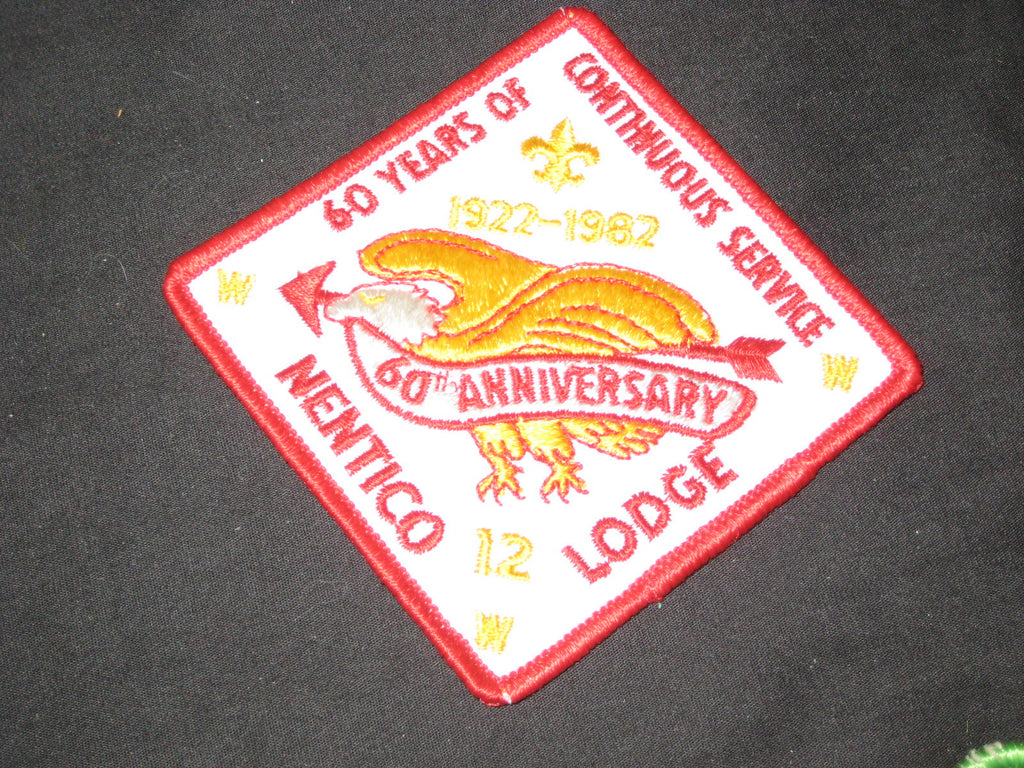 60 YEARS OF
CONTINUOUS SERVICE
1922-1982
W
W
60th ANNIVERSARY
NENTICO
LODGE
12
W